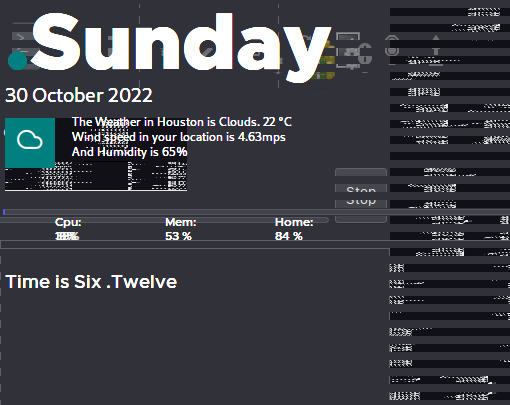 .Sunday
30 October 2022
The Weather in Houston is Clouds. 22 °C
Wind speed in your location is 4.63mps
And Humidity is 65%
Stop
Stop
Cpu: Mem: Home:
53 % 84 %
Time is Six .Twelve